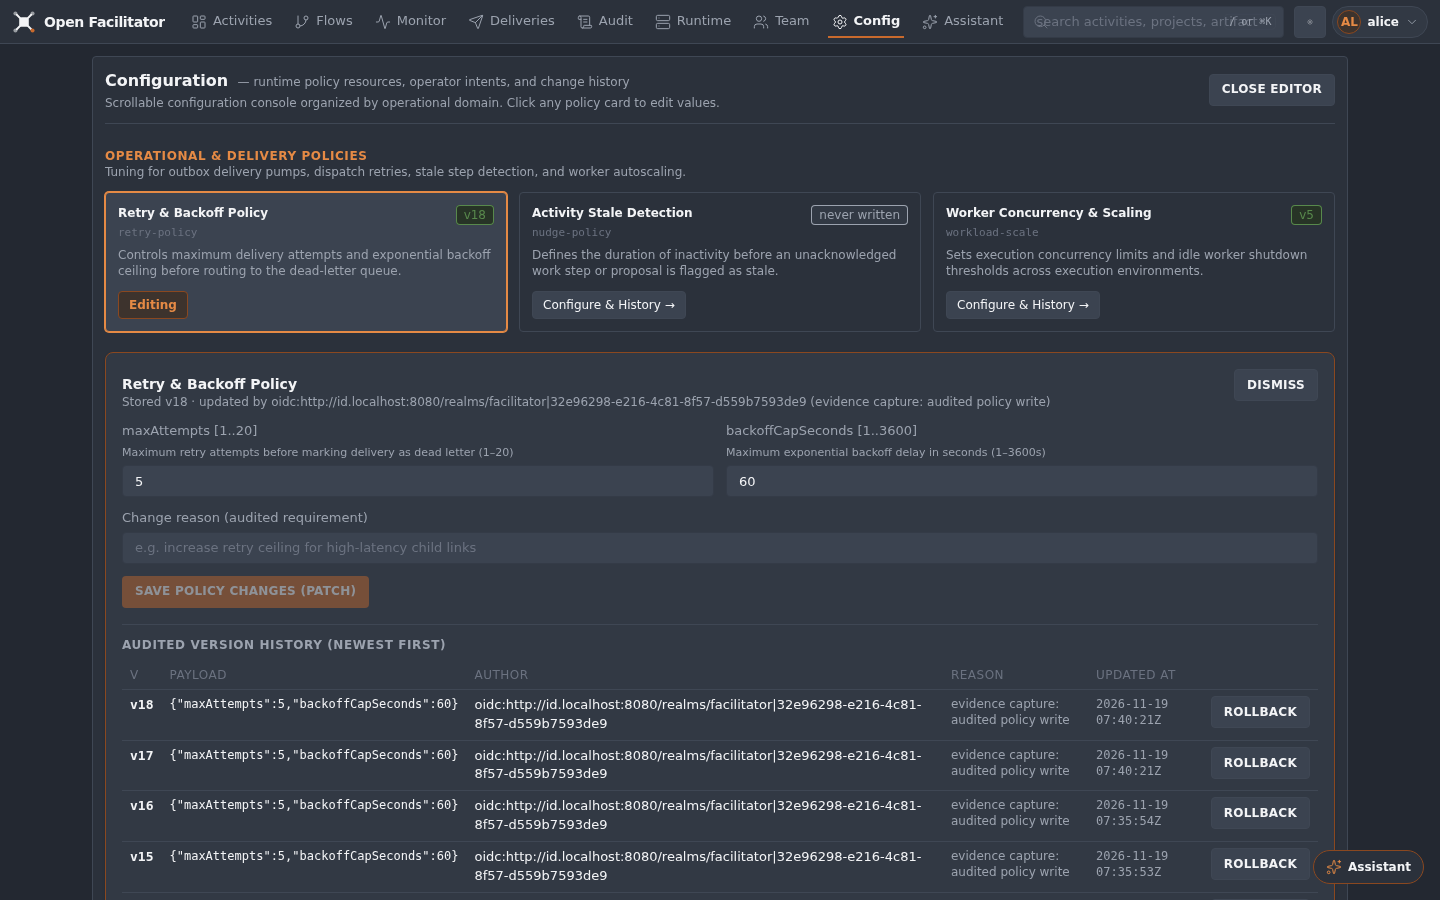 Open Facilitator
Activities
Flows
Monitor
Deliveries
Audit
Runtime
Team
Config
Assistant
Search activities, projects, artifact
/ or ⌘K
AL
alice
Configuration — runtime policy resources, operator intents, and change history
Scrollable configuration console organized by operational domain. Click any policy card to edit values.
CLOSE EDITOR
OPERATIONAL & DELIVERY POLICIES
Tuning for outbox delivery pumps, dispatch retries, stale step detection, and worker autoscaling.
Retry & Backoff Policy
v18
retry-policy
Controls maximum delivery attempts and exponential backoff
ceiling before routing to the dead-letter queue.
Editing
Activity Stale Detection
never written
nudge-policy
Defines the duration of inactivity before an unacknowledged
work step or proposal is flagged as stale.
Configure & History →
Worker Concurrency & Scaling
v5
workload-scale
Sets execution concurrency limits and idle worker shutdown
thresholds across execution environments.
Configure & History →
Retry & Backoff Policy
Stored v18 · updated by oidc:http://id.localhost:8080/realms/facilitator|32e96298-e216-4c81-8f57-d559b7593de9 (evidence capture: audited policy write)
DISMISS
maxAttempts [1..20]
Maximum retry attempts before marking delivery as dead letter (1–20)
5
backoffCapSeconds [1..3600]
Maximum exponential backoff delay in seconds (1–3600s)
60
Change reason (audited requirement)
e.g. increase retry ceiling for high-latency child links
SAVE POLICY CHANGES (PATCH)
AUDITED VERSION HISTORY (NEWEST FIRST)
V PAYLOAD AUTHOR REASON UPDATED AT
v18 {"maxAttempts":5,"backoffCapSeconds":60}
oidc:http://id.localhost:8080/realms/facilitator|32e96298-e216-4c81-
8f57-d559b7593de9
evidence capture:
audited policy write
2026-11-19
07:40:21Z
ROLLBACK
v17 {"maxAttempts":5,"backoffCapSeconds":60}
oidc:http://id.localhost:8080/realms/facilitator|32e96298-e216-4c81-
8f57-d559b7593de9
evidence capture:
audited policy write
2026-11-19
07:40:21Z
ROLLBACK
v16 {"maxAttempts":5,"backoffCapSeconds":60}
oidc:http://id.localhost:8080/realms/facilitator|32e96298-e216-4c81-
8f57-d559b7593de9
evidence capture:
audited policy write
2026-11-19
07:35:54Z
ROLLBACK
v15 {"maxAttempts":5,"backoffCapSeconds":60}
oidc:http://id.localhost:8080/realms/facilitator|32e96298-e216-4c81-
8f57-d559b7593de9
evidence capture:
audited policy write
2026-11-19
07:35:53Z
ROLLBACK
Assistant